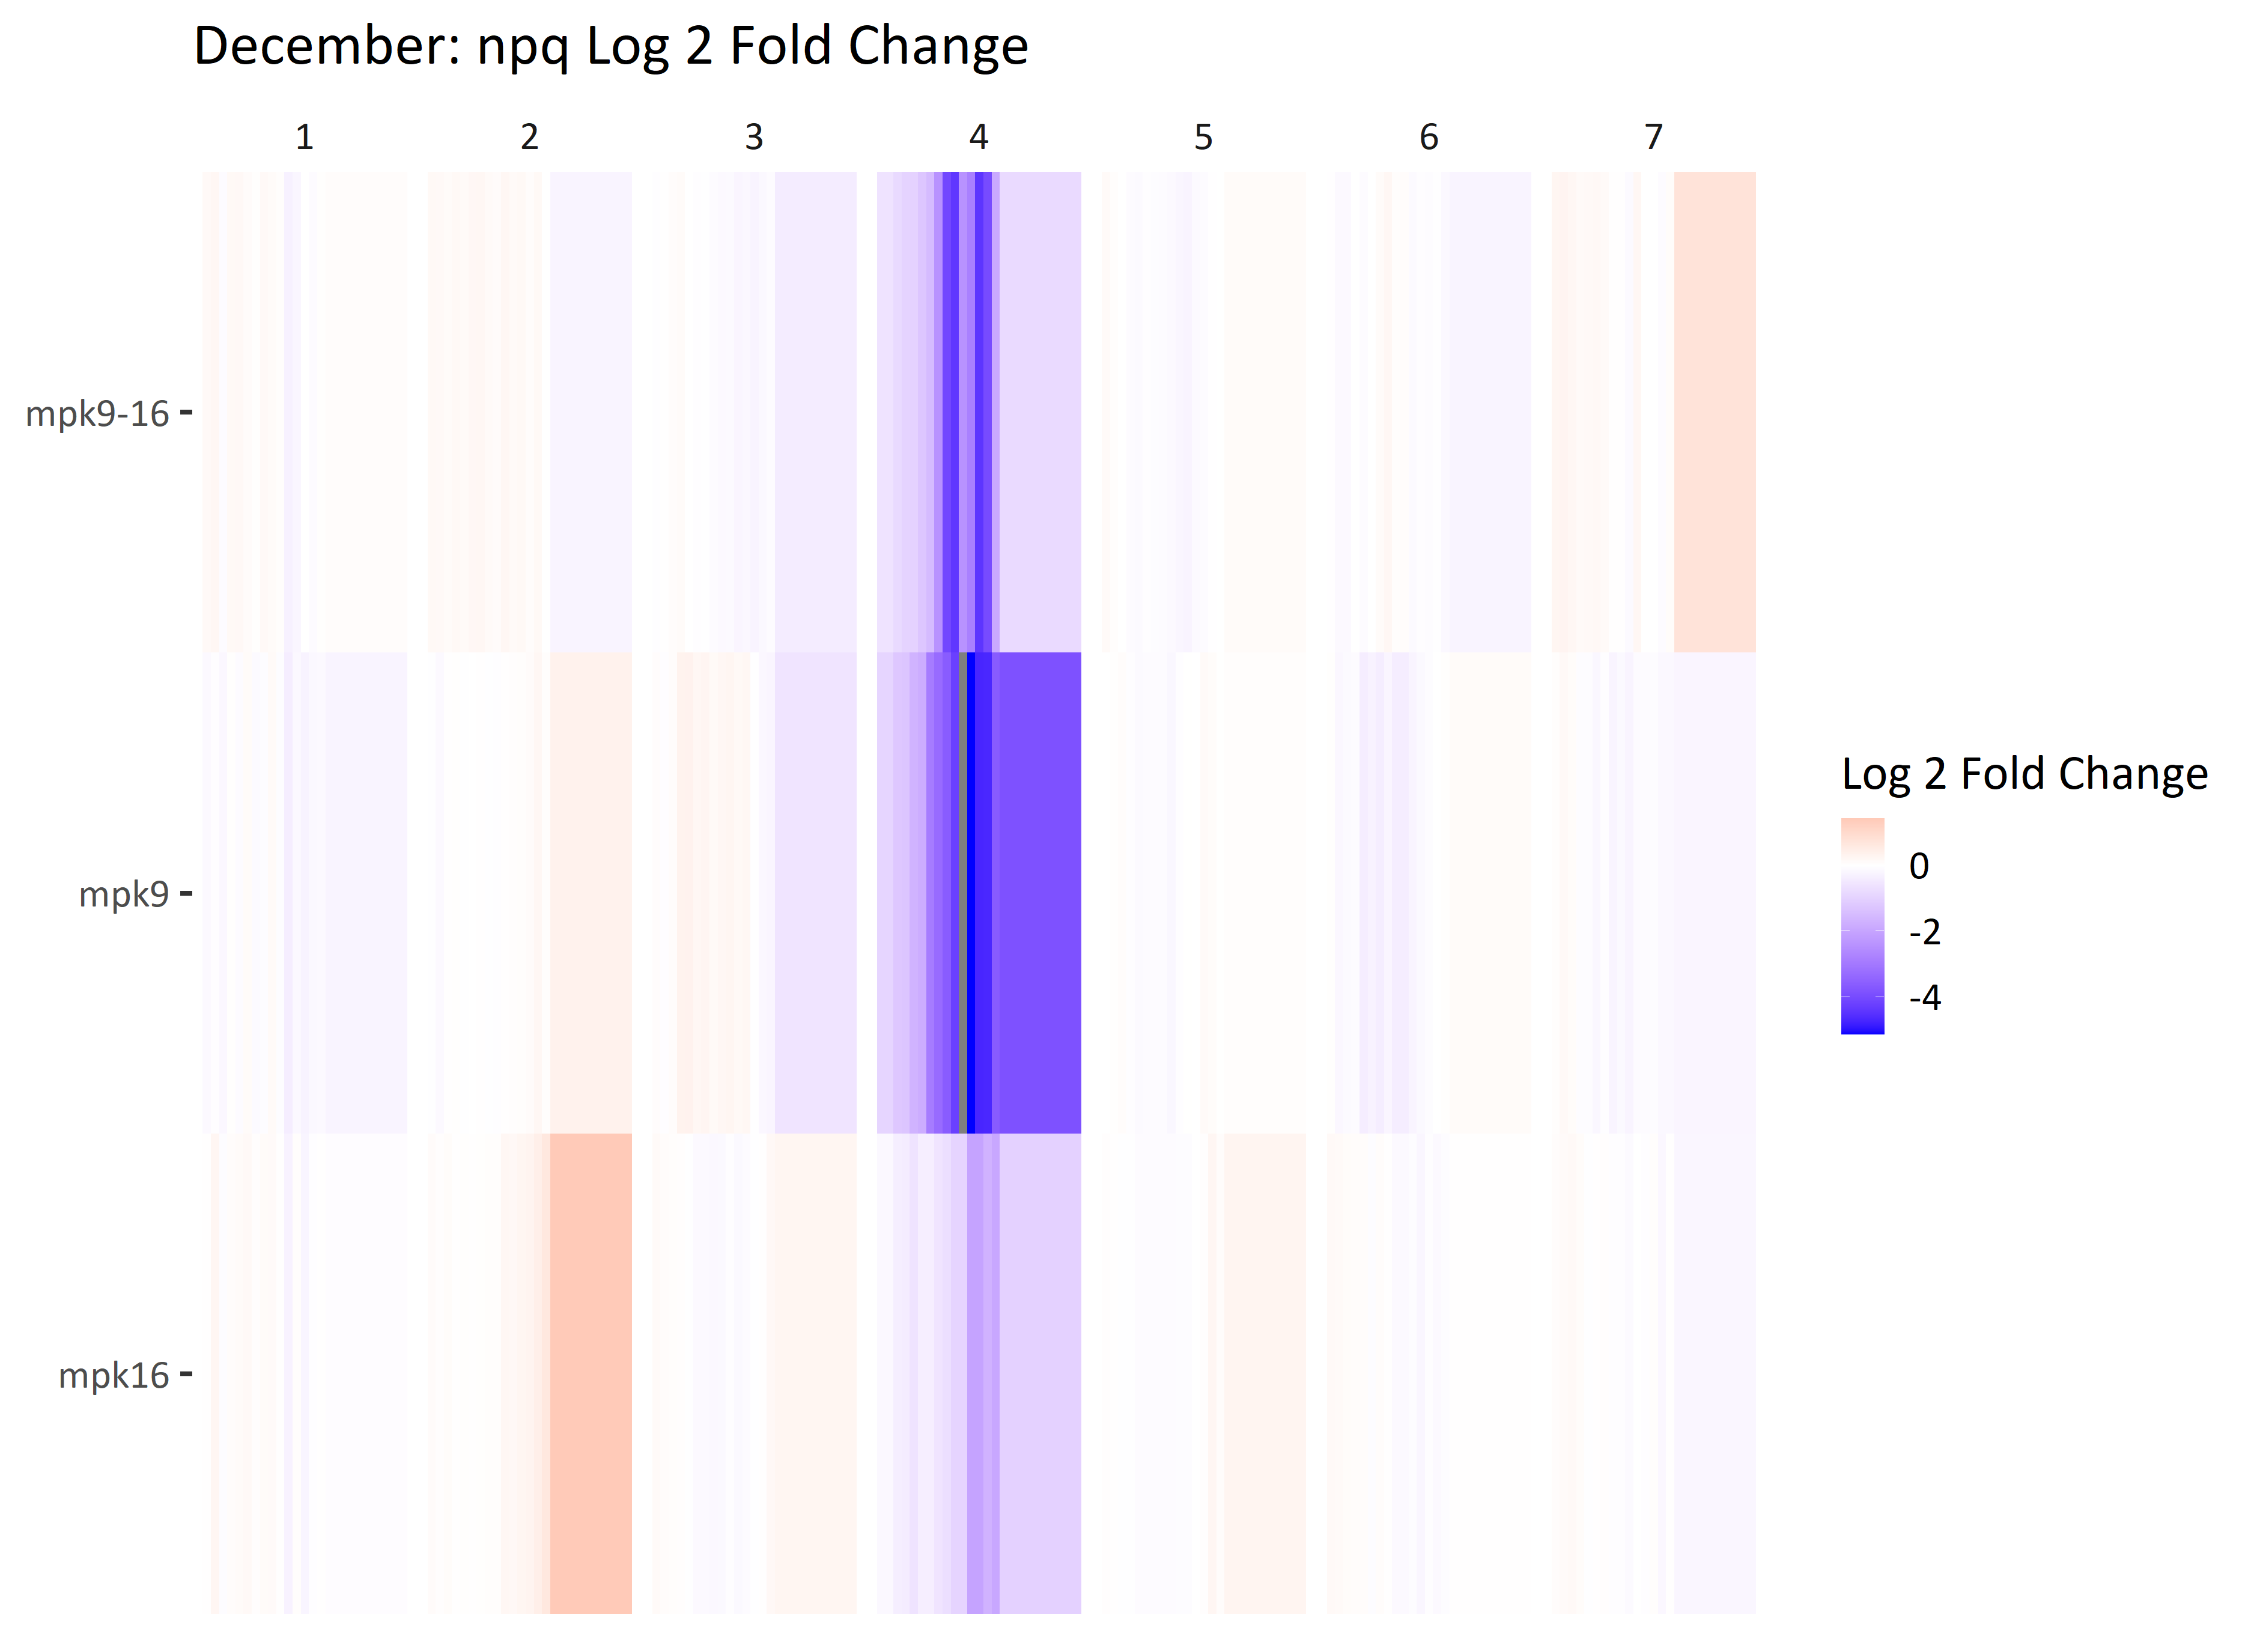 December: npq Log 2 Fold Change
1 2 3 4 5 6 7
mpk9-16
mpk9
mpk16
Log 2 Fold Change
0
-2
-4